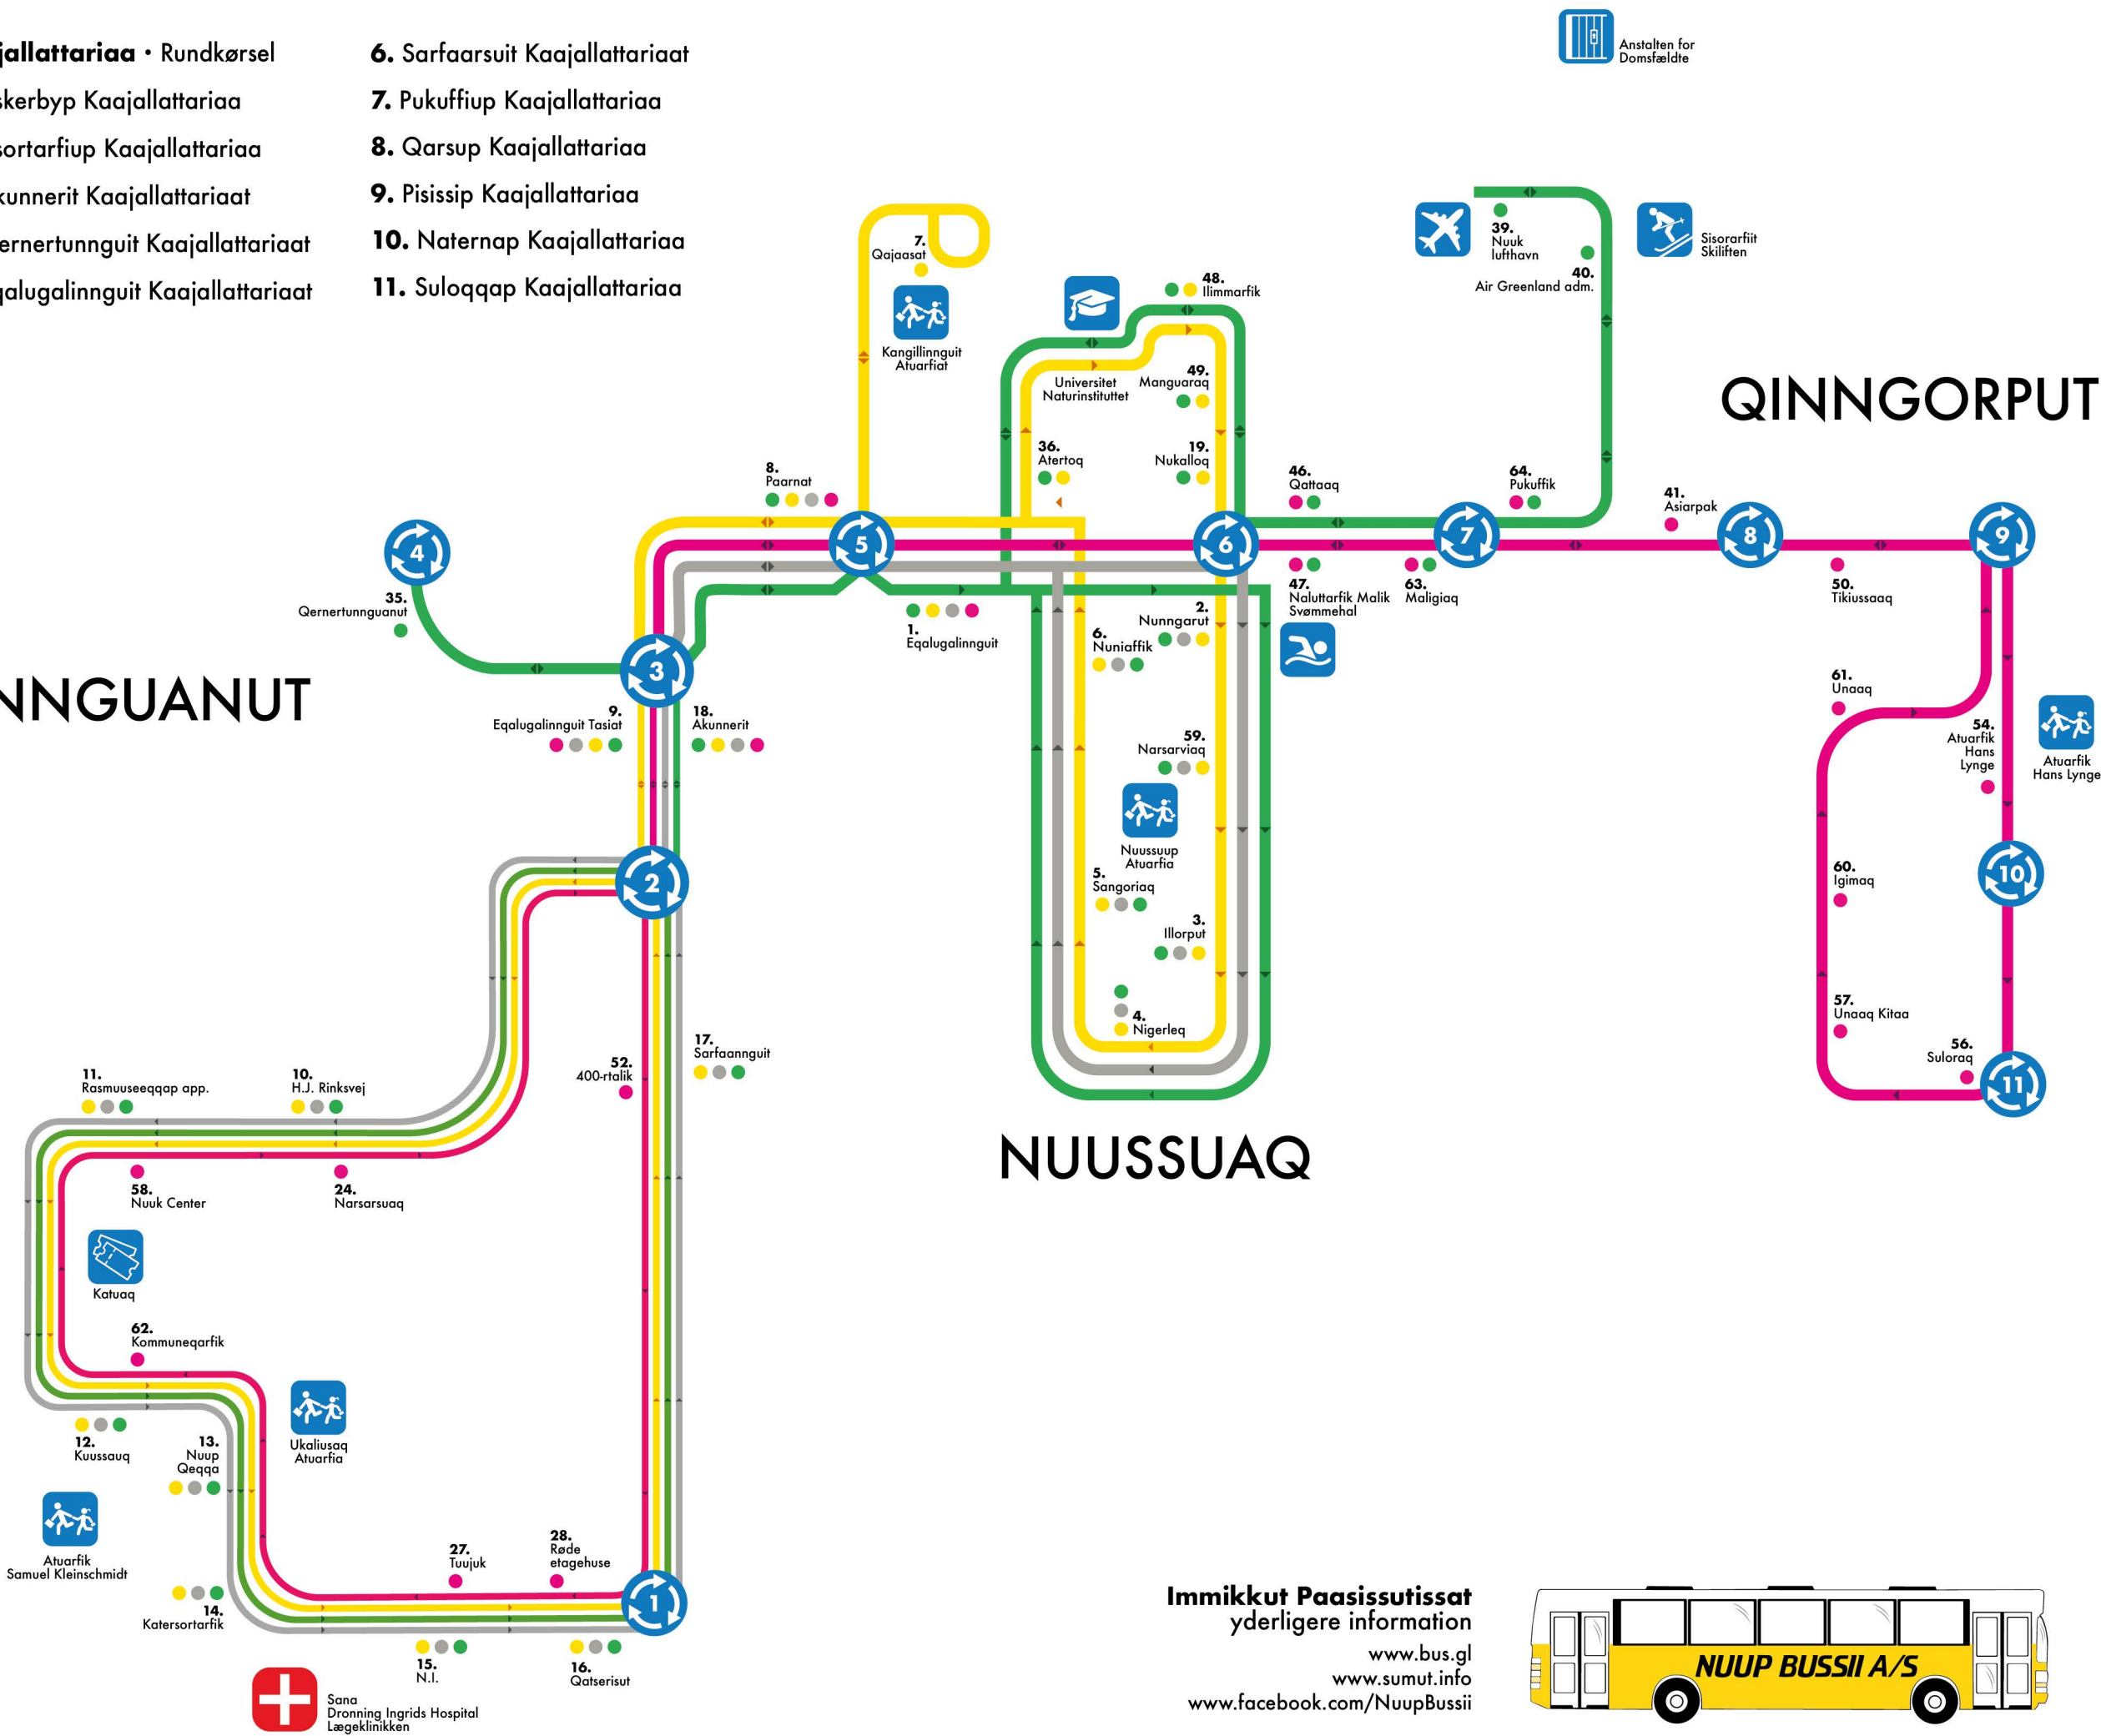 jallattariaa • Rundkørsel
skerbyp Kaajallattariaa
sortarfiup Kaajallattariaa
kunnerit Kaajallattariaat
ernertunnguit Kaajallattariaat
qalugalinnguit Kaajallattariaat
6. Sarfaarsuit Kaajallattariaat
7. Pukuffiup Kaajallattariaa
8. Qarsup Kaajallattariaa
9. Pisissip Kaajallattariaa
10. Naternap Kaajallattariaa
11. Suloqqap Kaajallattariaa
Anstalten for
Domsfældte
7.
Qajaasat
Kangillinnguit
Atuarfiat
48.
Ilimmarfik
Universitet
Naturinstituttet
49.
Manguaraq
36.
Atertoq
19.
Nukalloq
39.
Nuuk
lufthavn
40.
Air Greenland adm.
Sisorarfiit
Skiliften
QINNGORPUT
8.
Paarnat
46.
Qattaaq
64.
Pukuffik
41.
Asiarpak
4
5
6
7
8
9
35.
Qernertunnguanut
3
1.
Eqalugalinnguit
6.
Nuniaffik
2.
Nunngarut
47.
Naluttarfik Malik
Svømmehal
63.
Maligiaq
50.
Tikiussaaq
NNGUANUT
9.
Eqalugalinnguit Tasiat
18.
Akunnerit
59.
Narsarviaq
Nuussuup
Atuarfia
61.
Unaaq
54.
Atuarfik
Hans
Lynge
Atuarfik
Hans Lynge
2
5.
Sangoriaq
3.
Illorput
60.
Igimaq
10
4.
Nigerleq
57.
Unaaq Kitaa
56.
Suloraq
11
52.
400-rtalik
17.
Sarfaannguit
11.
Rasmuuseeqqap app.
10.
H.J. Rinksvej
NUUSSUAQ
58.
Nuuk Center
24.
Narsarsuaq
Katuaq
62.
Kommuneqarfik
12.
Kuussauq
13.
Nuup
Qeqqa
Ukaliusaq
Atuarfia
Atuarfik
Samuel Kleinschmidt
27.
Tuujuk
28.
Røde
etagehuse
14.
Katersortarfik
1
15.
N.I.
16.
Qatserisut
Sana
Dronning Ingrids Hospital
Lægeklinikken
Immikkut Paasissutissat
yderligere information
www.bus.gl
www.sumut.info
www.facebook.com/NuupBussii
NUUP BUSSII A/S